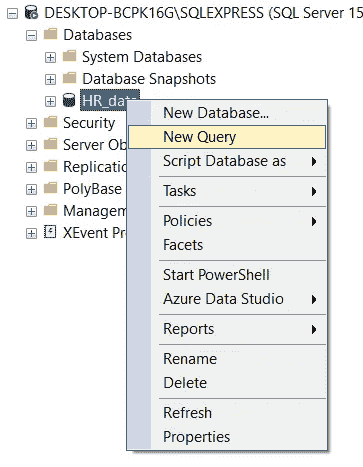 DESKTOP-BCPK16G\SQLEXPRESS (SQL Server 15
Databases
System Databases
Database Snapshots
HR_data
New Database...
Security
New Query
Server Ob
Script Database as
Replicatio
Tasks
PolyBase
Managem
Policies
XEvent Pr
Facets
Start PowerShell
Azure Data Studio
Reports
Rename
Delete
Refresh
Properties